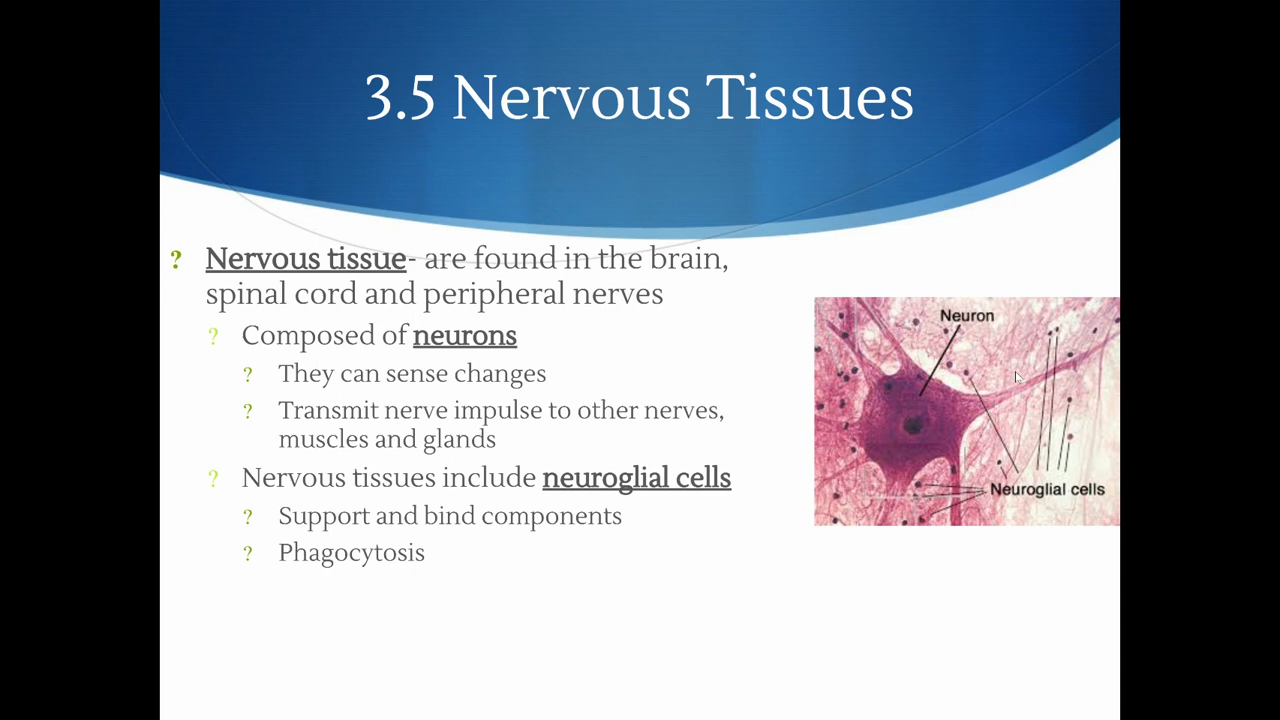 3.5 Nervous Tissues
? Nervous tissue- are found in the brain,
spinal cord and peripheral nerves
? Composed of neurons
? They can sense changes
? Transmit nerve impulse to other nerves,
muscles and glands
? Nervous tissues include neuroglial cells
? Support and bind components
? Phagocytosis
Neuron
Neuroglial cells